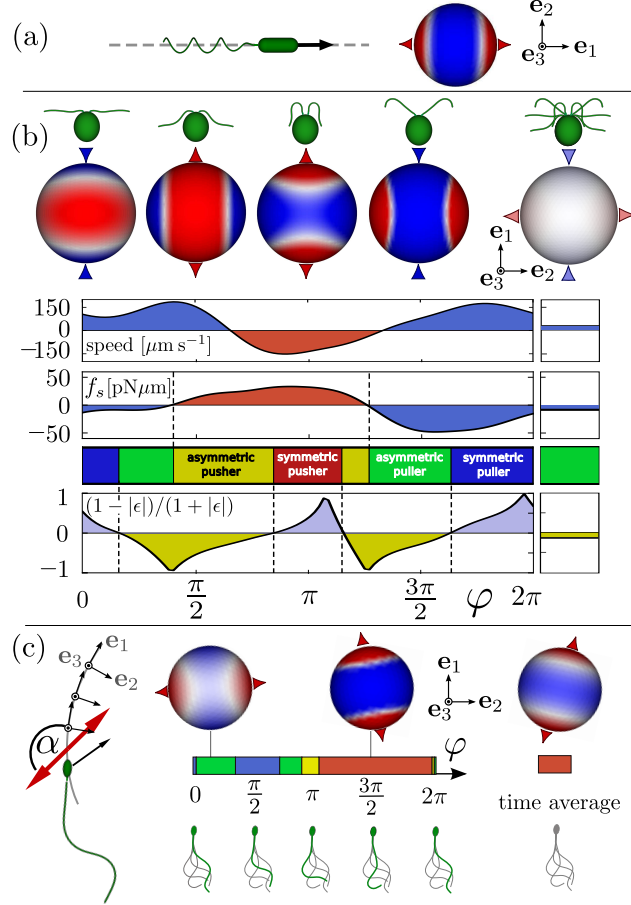 (a)
e₂
e₃ e₁
(b)
e₁
e₃ e₂
150
0
−150
speed [μm s⁻¹]
50
0
−50
fₛ[pNμm]
asymmetric pusher
symmetric pusher
asymmetric puller
symmetric puller
1
0
−1
(1 − |ϵ|)/(1 + |ϵ|)
0 π/2 π 3π/2 φ 2π
(c)
e₁
e₃
e₂
α
e₁
e₃ e₂
φ
0 π/2 π 3π/2 2π
time average